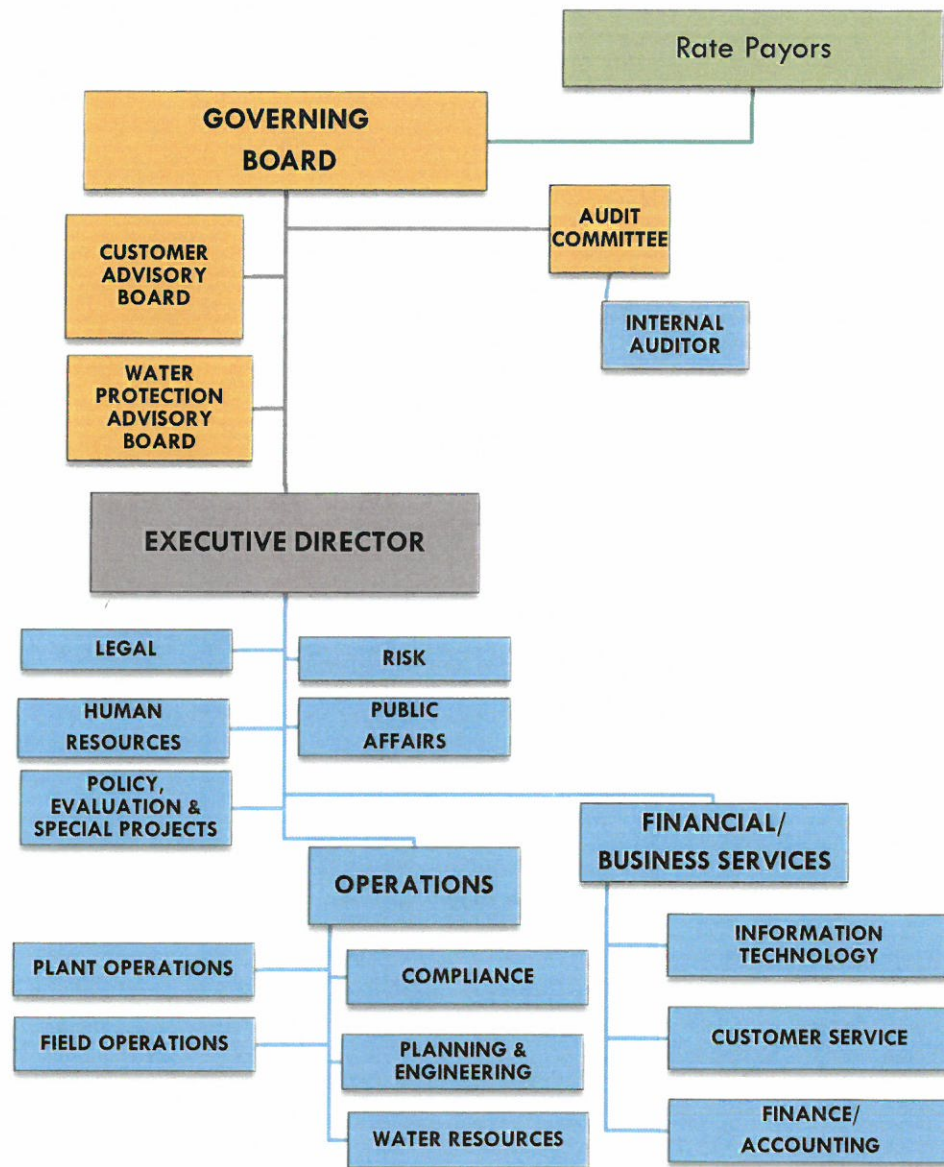 Rate Payors
GOVERNING
BOARD
AUDIT
COMMITTEE
CUSTOMER
ADVISORY
BOARD
INTERNAL
AUDITOR
WATER
PROTECTION
ADVISORY
BOARD
EXECUTIVE DIRECTOR
LEGAL
RISK
HUMAN
RESOURCES
PUBLIC
AFFAIRS
POLICY,
EVALUATION &
SPECIAL PROJECTS
FINANCIAL/
BUSINESS SERVICES
OPERATIONS
INFORMATION
TECHNOLOGY
PLANT OPERATIONS
COMPLIANCE
CUSTOMER SERVICE
FIELD OPERATIONS
PLANNING &
ENGINEERING
FINANCE/
ACCOUNTING
WATER RESOURCES